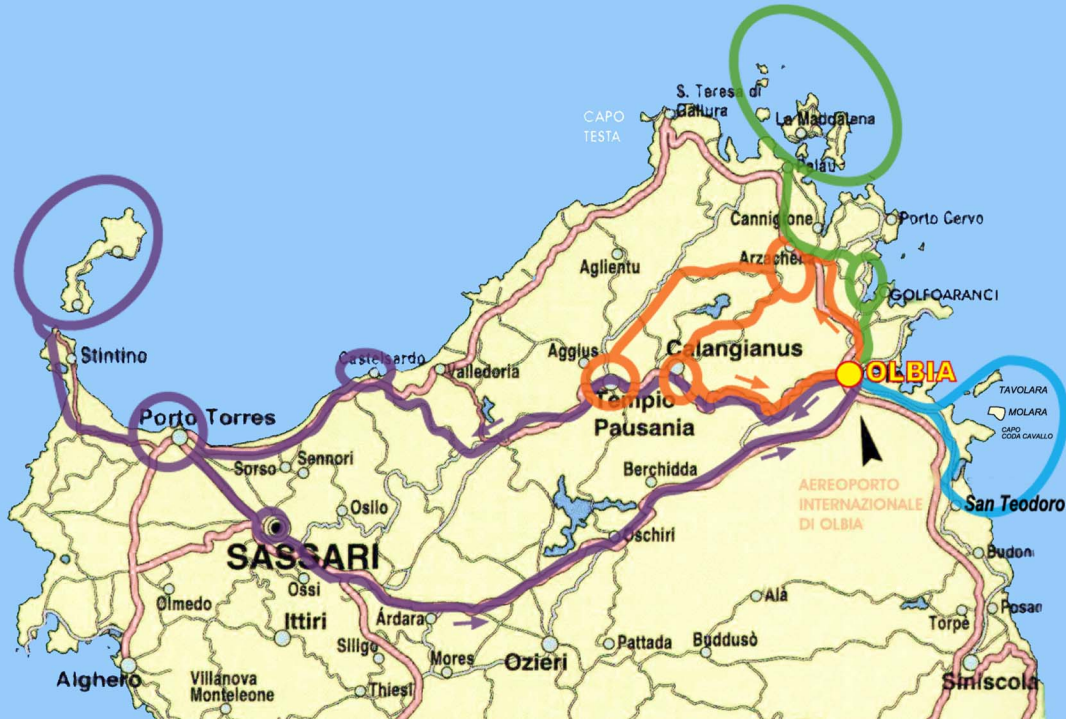 S. Teresa di
Gallura
CAPO
TESTA
La Maddalena
Palau
Cannigione
Porto Cervo
Aglientu
Arzachena
GOLFOARANCI
Stintino
Castelsardo
Aggius
Calangianus
Valledoria
OLBIA
Tempio
Pausania
TAVOLARA
MOLARA
CAPO
CODA CAVALLO
Porto Torres
Sorso
Sennori
Berchidda
AEREOPORTO
INTERNAZIONALE
DI OLBIA
San Teodoro
Osilo
Oschiri
SASSARI
Budoni
Ossi
Olmedo
Ittiri
Árdara
Alá
Posad
Torpè
Siligo
Pattada
Buddusò
Mores
Ozieri
Alghero
Villanova
Monteleone
Thiesi
Siniscola